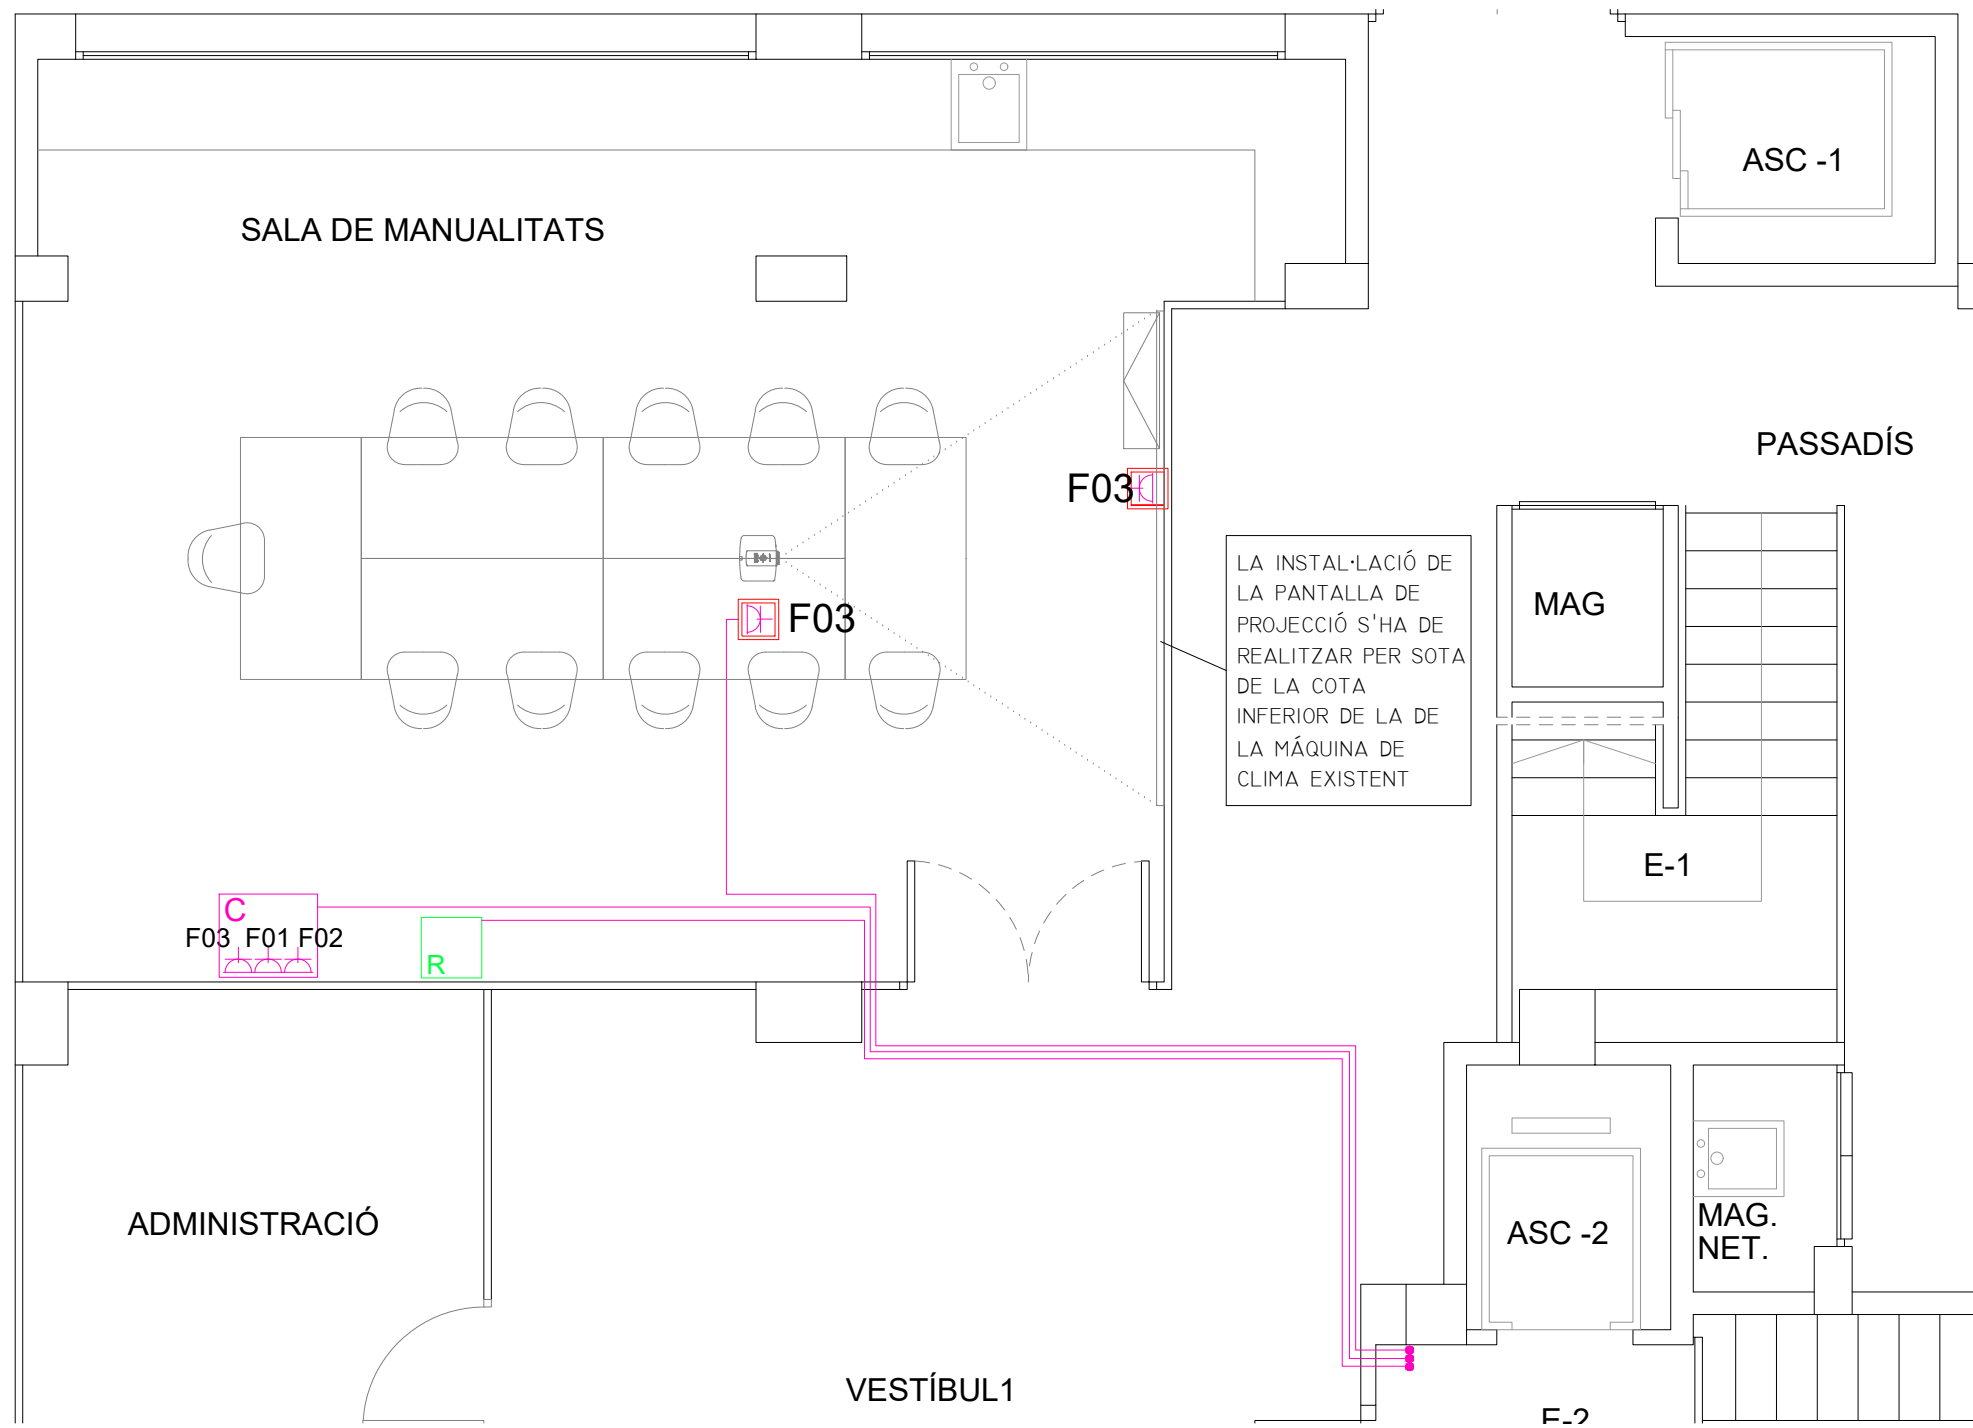 ASC -1
SALA DE MANUALITATS
PASSADÍS
F03
LA INSTAL·LACIÓ DE
LA PANTALLA DE
PROJECCIÓ S'HA DE
REALITZAR PER SOTA
DE LA COTA
INFERIOR DE LA DE
LA MÁQUINA DE
CLIMA EXISTENT
MAG
F03
E-1
C
F03 F01 F02
R
ADMINISTRACIÓ
ASC -2
MAG.
NET.
VESTÍBUL1
E-2